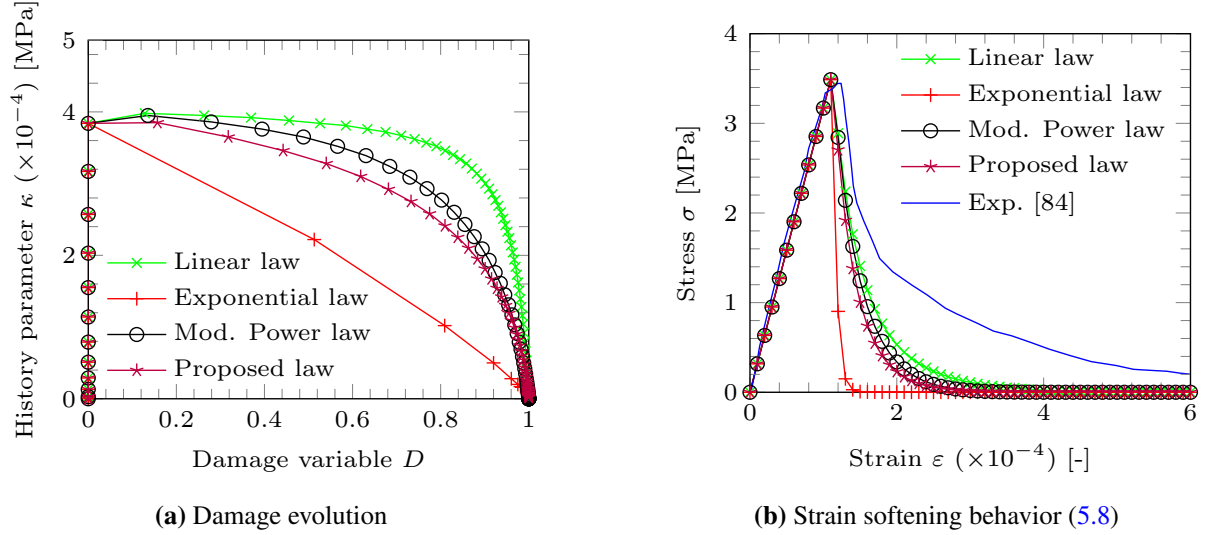 History parameter κ (×10⁻⁴) [MPa]
5
4
2
0
Linear law
Exponential law
Mod. Power law
Proposed law
0 0.2 0.4 0.6 0.8 1
Damage variable D
(a) Damage evolution
Stress σ [MPa]
4
3
2
1
0
Linear law
Exponential law
Mod. Power law
Proposed law
Exp. [84]
0 2 4 6
Strain ε (×10⁻⁴) [-]
(b) Strain softening behavior (5.8)